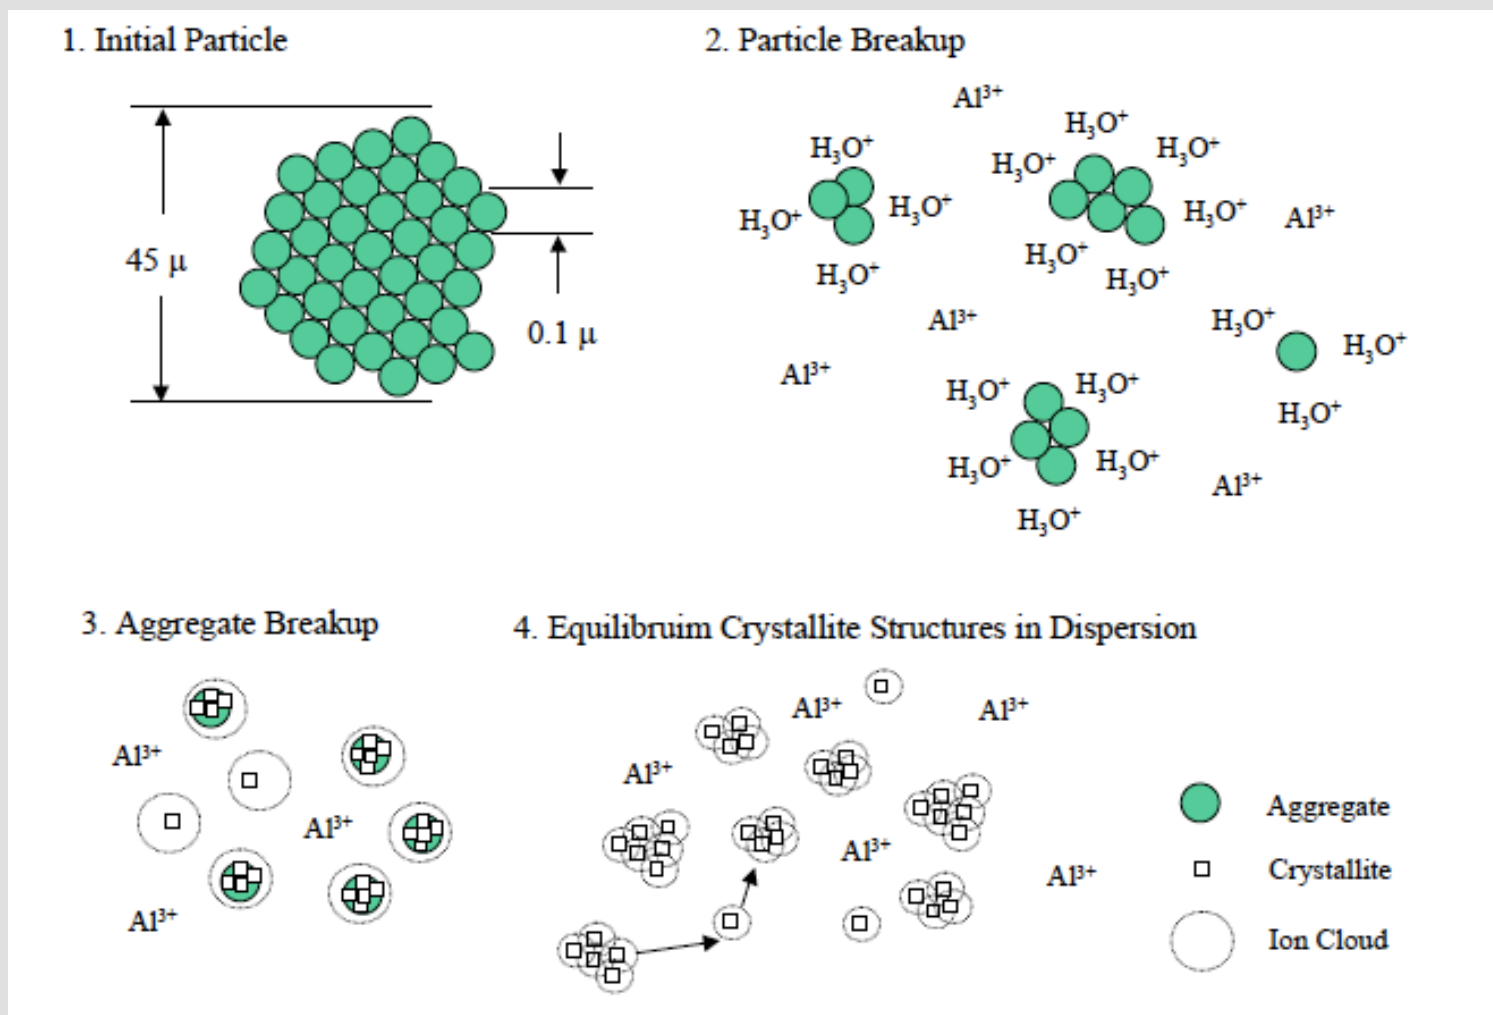 1. Initial Particle
45 μ
0.1 μ
2. Particle Breakup
Al³⁺
H₃O⁺
H₃O⁺
H₃O⁺
H₃O⁺
H₃O⁺
H₃O⁺
H₃O⁺
H₃O⁺
Al³⁺
H₃O⁺
H₃O⁺
H₃O⁺
Al³⁺
H₃O⁺
H₃O⁺
Al³⁺
H₃O⁺
H₃O⁺
H₃O⁺
H₃O⁺
H₃O⁺
Al³⁺
H₃O⁺
3. Aggregate Breakup
Al³⁺
Al³⁺
Al³⁺
4. Equilibruim Crystallite Structures in Dispersion
Al³⁺
Al³⁺
Al³⁺
Al³⁺
Al³⁺
Aggregate
Crystallite
Ion Cloud